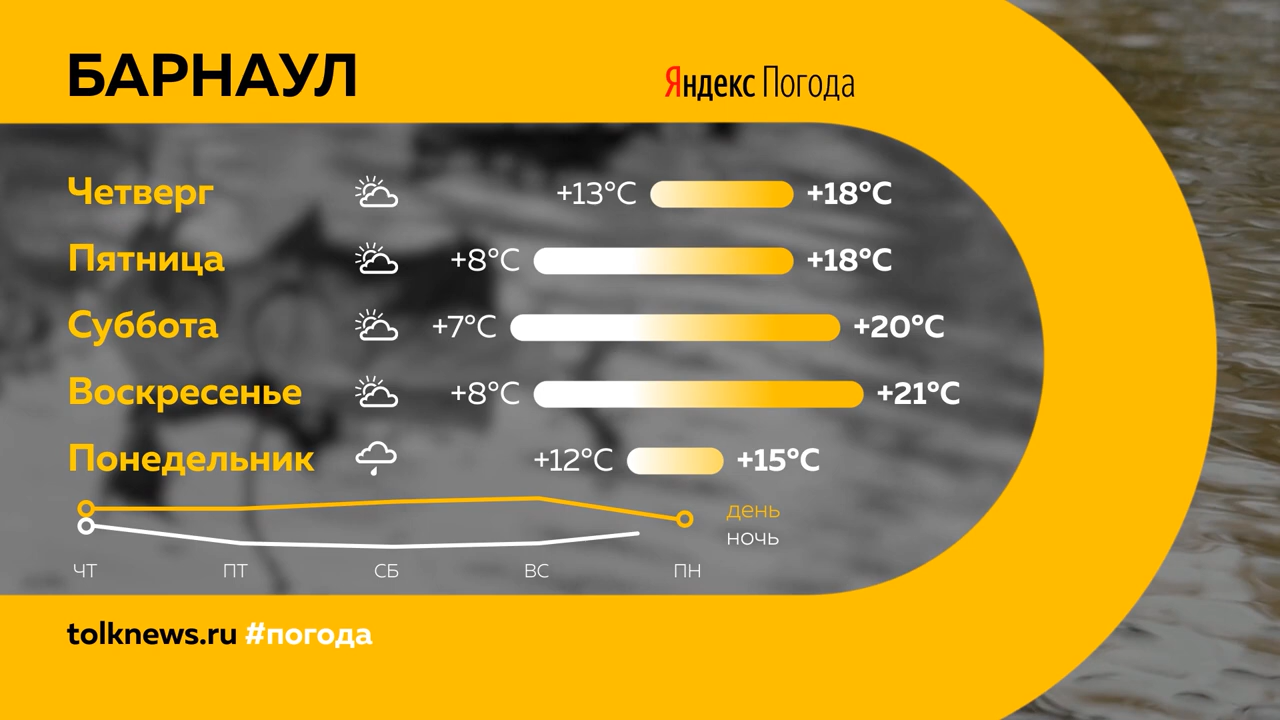 БАРНАУЛ
Яндекс Погода
Четверг +13°C +18°C
Пятница +8°C +18°C
Суббота +7°C +20°C
Воскресенье +8°C +21°C
Понедельник +12°C +15°C
день
ночь
ЧТ ПТ СБ ВС ПН
tolknews.ru #погода